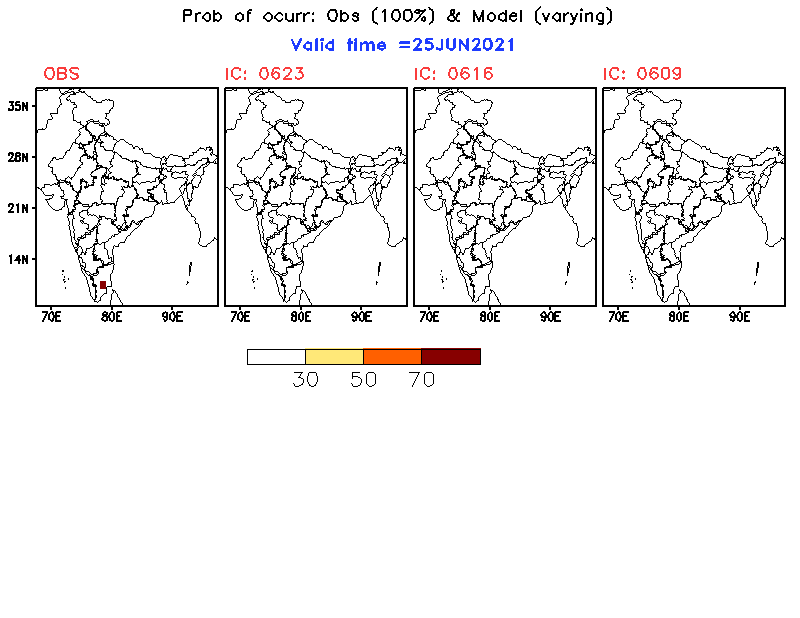 Prob of ocurr: Obs (100%) & Model (varying)
Valid time =25JUN2021
OBS IC: 0623 IC: 0616 IC: 0609
35N
28N
21N
14N
70E 80E 90E 70E 80E 90E 70E 80E 90E 70E 80E 90E
30 50 70